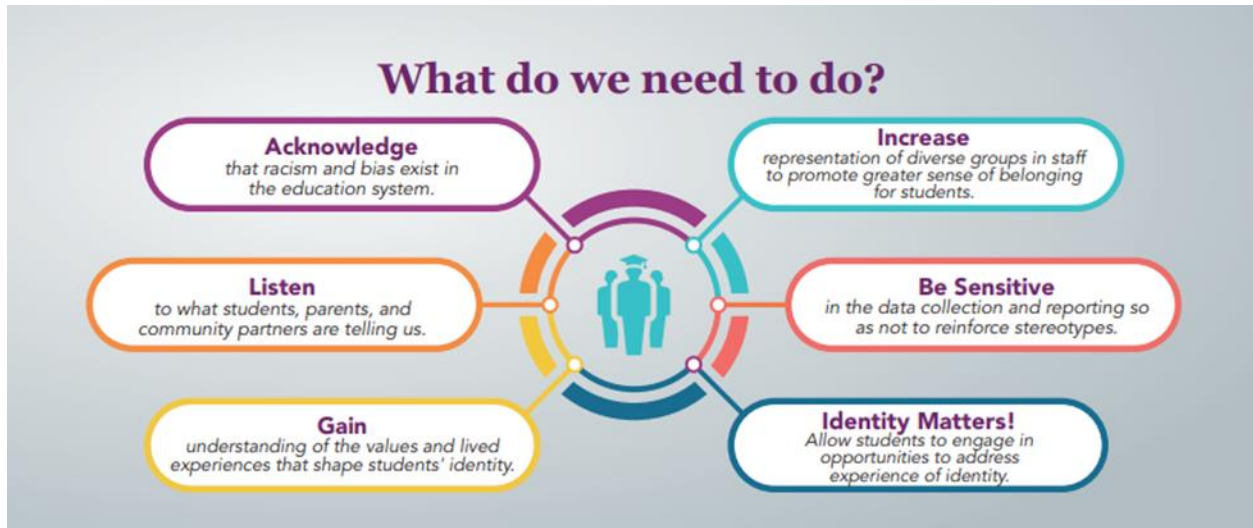 What do we need to do?
Acknowledge
that racism and bias exist in
the education system.
Listen
to what students, parents, and
community partners are telling us.
Gain
understanding of the values and lived
experiences that shape students' identity.
Increase
representation of diverse groups in staff
to promote greater sense of belonging
for students.
Be Sensitive
in the data collection and reporting so
as not to reinforce stereotypes.
Identity Matters!
Allow students to engage in
opportunities to address
experience of identity.